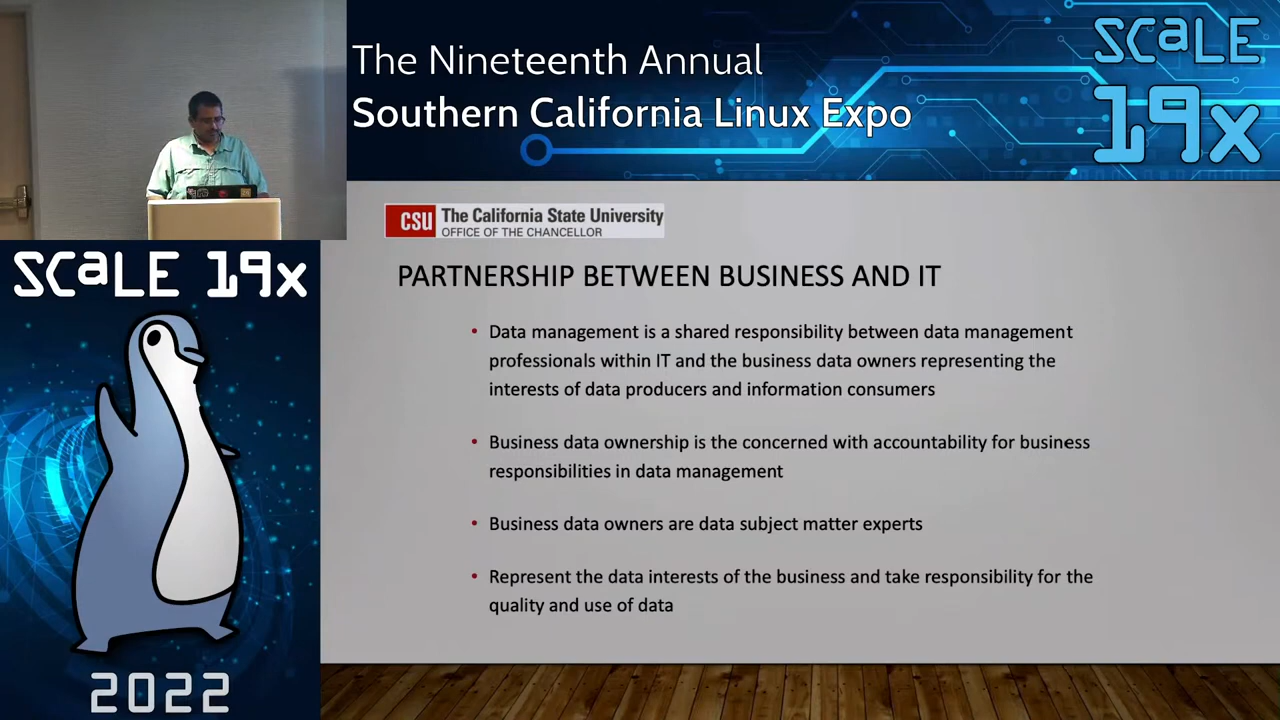 The Nineteenth Annual
Southern California Linux Expo
SCaLE
19x
SCaLE 19x
2022
CSU The California State University
OFFICE OF THE CHANCELLOR
PARTNERSHIP BETWEEN BUSINESS AND IT
• Data management is a shared responsibility between data management
professionals within IT and the business data owners representing the
interests of data producers and information consumers
• Business data ownership is the concerned with accountability for business
responsibilities in data management
• Business data owners are data subject matter experts
• Represent the data interests of the business and take responsibility for the
quality and use of data